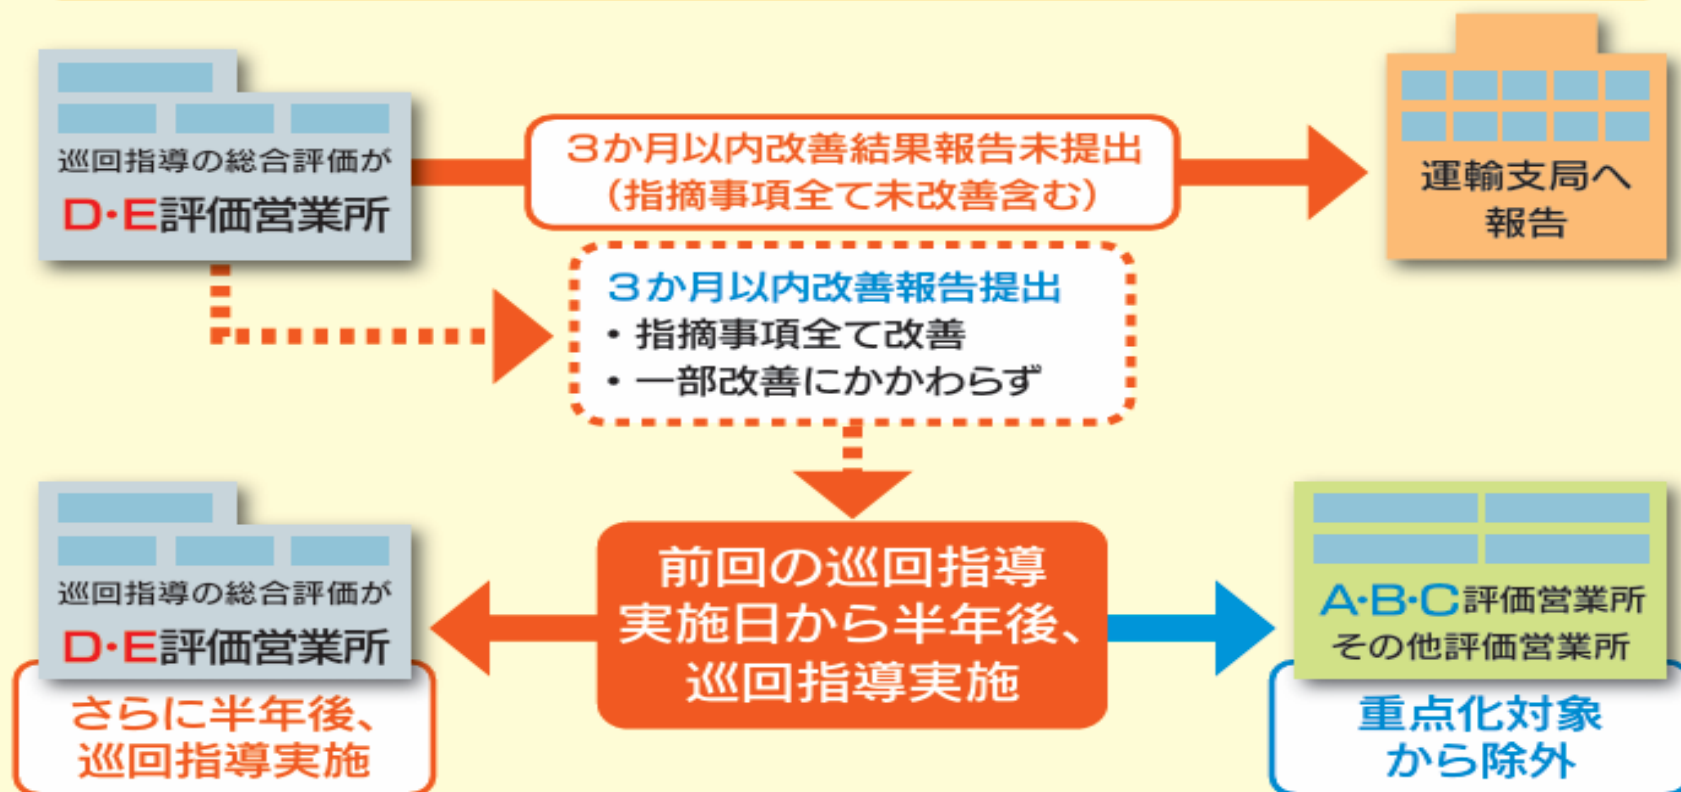 巡回指導の総合評価が
D・E評価営業所
3か月以内改善結果報告未提出
（指摘事項全て未改善含む）
運輸支局へ
報告
3か月以内改善報告提出
・指摘事項全て改善
・一部改善にかかわらず
前回の巡回指導
実施日から半年後、
巡回指導実施
巡回指導の総合評価が
D・E評価営業所
さらに半年後、
巡回指導実施
A・B・C評価営業所
その他評価営業所
重点化対象
から除外